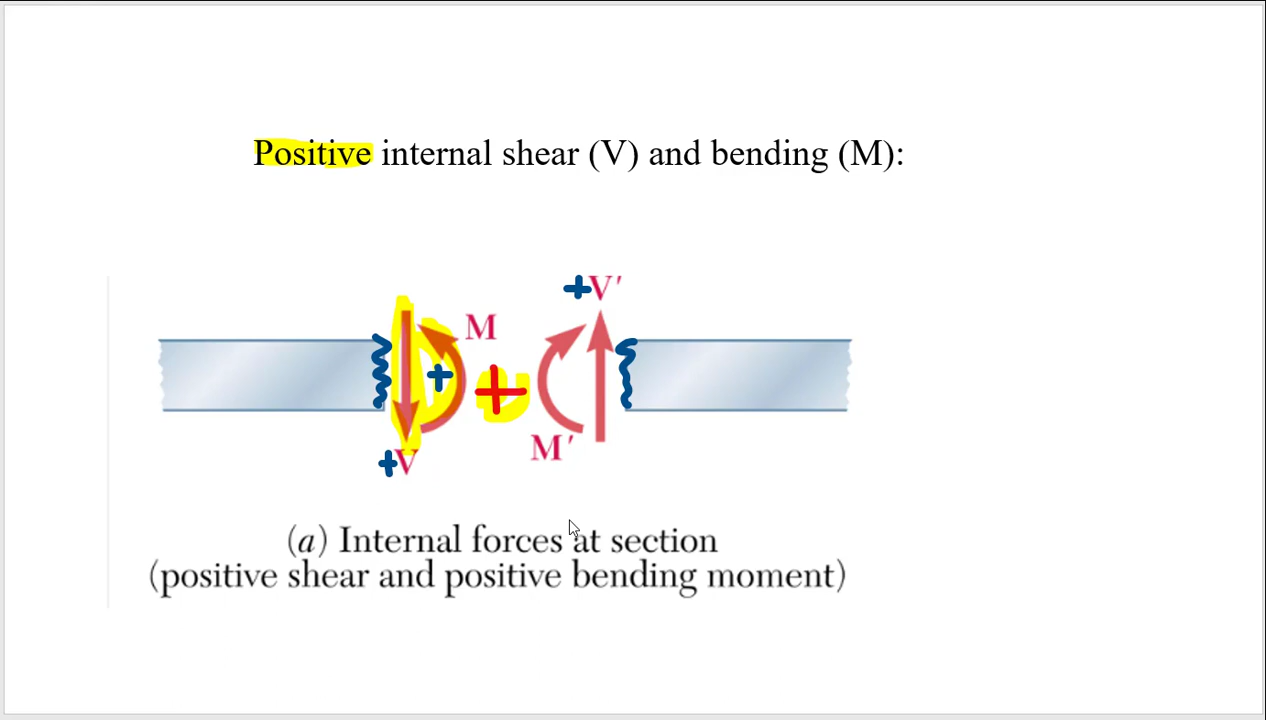 Positive internal shear (V) and bending (M):
+V′
M
+
+
M′
+V
(a) Internal forces at section
(positive shear and positive bending moment)